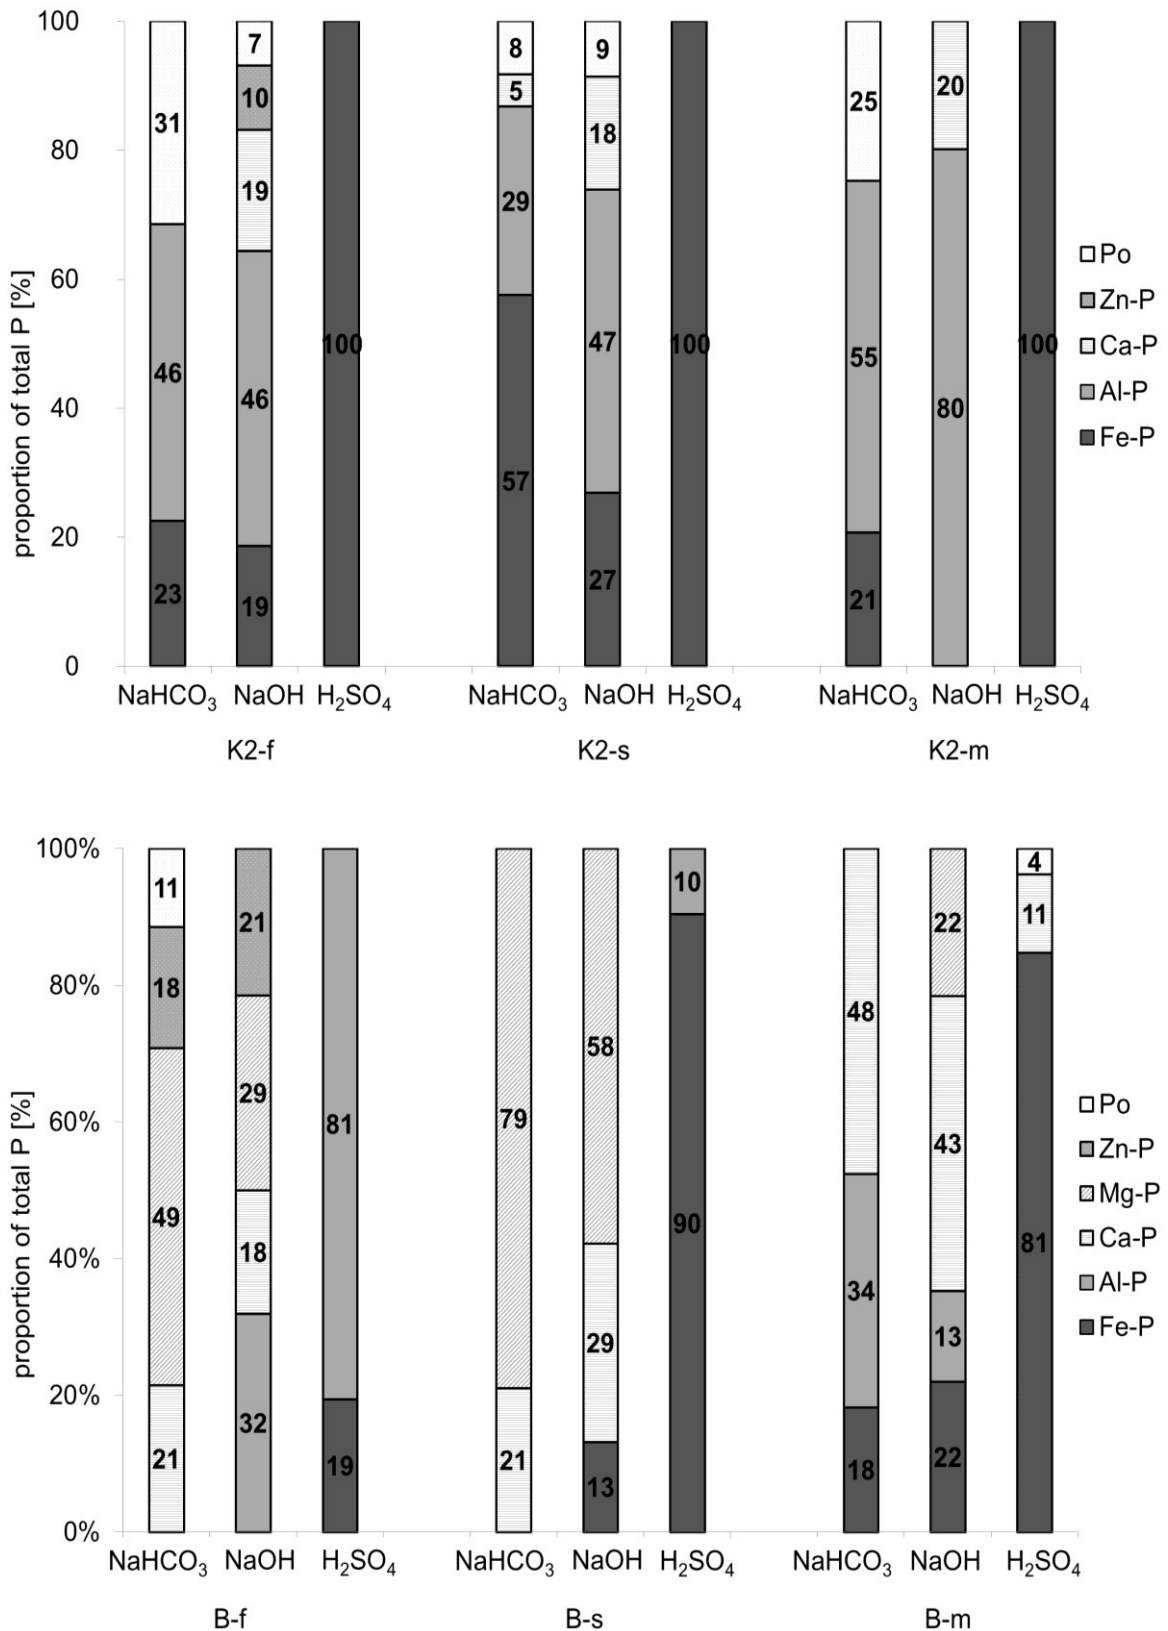 100
80
60
40
20
0
proportion of total P [%]
31
46
23
7
10
19
46
19
100
8
5
29
57
9
18
47
27
100
25
55
21
20
80
100
Po
Zn-P
Ca-P
Al-P
Fe-P
NaHCO₃ NaOH H₂SO₄
NaHCO₃ NaOH H₂SO₄
NaHCO₃ NaOH H₂SO₄
K2-f
K2-s
K2-m
100%
80%
60%
40%
20%
0%
proportion of total P [%]
11
18
49
21
21
29
18
32
81
19
79
21
58
29
13
10
90
48
34
18
22
43
13
22
4
11
81
Po
Zn-P
Mg-P
Ca-P
Al-P
Fe-P
NaHCO₃ NaOH H₂SO₄
NaHCO₃ NaOH H₂SO₄
NaHCO₃ NaOH H₂SO₄
B-f
B-s
B-m